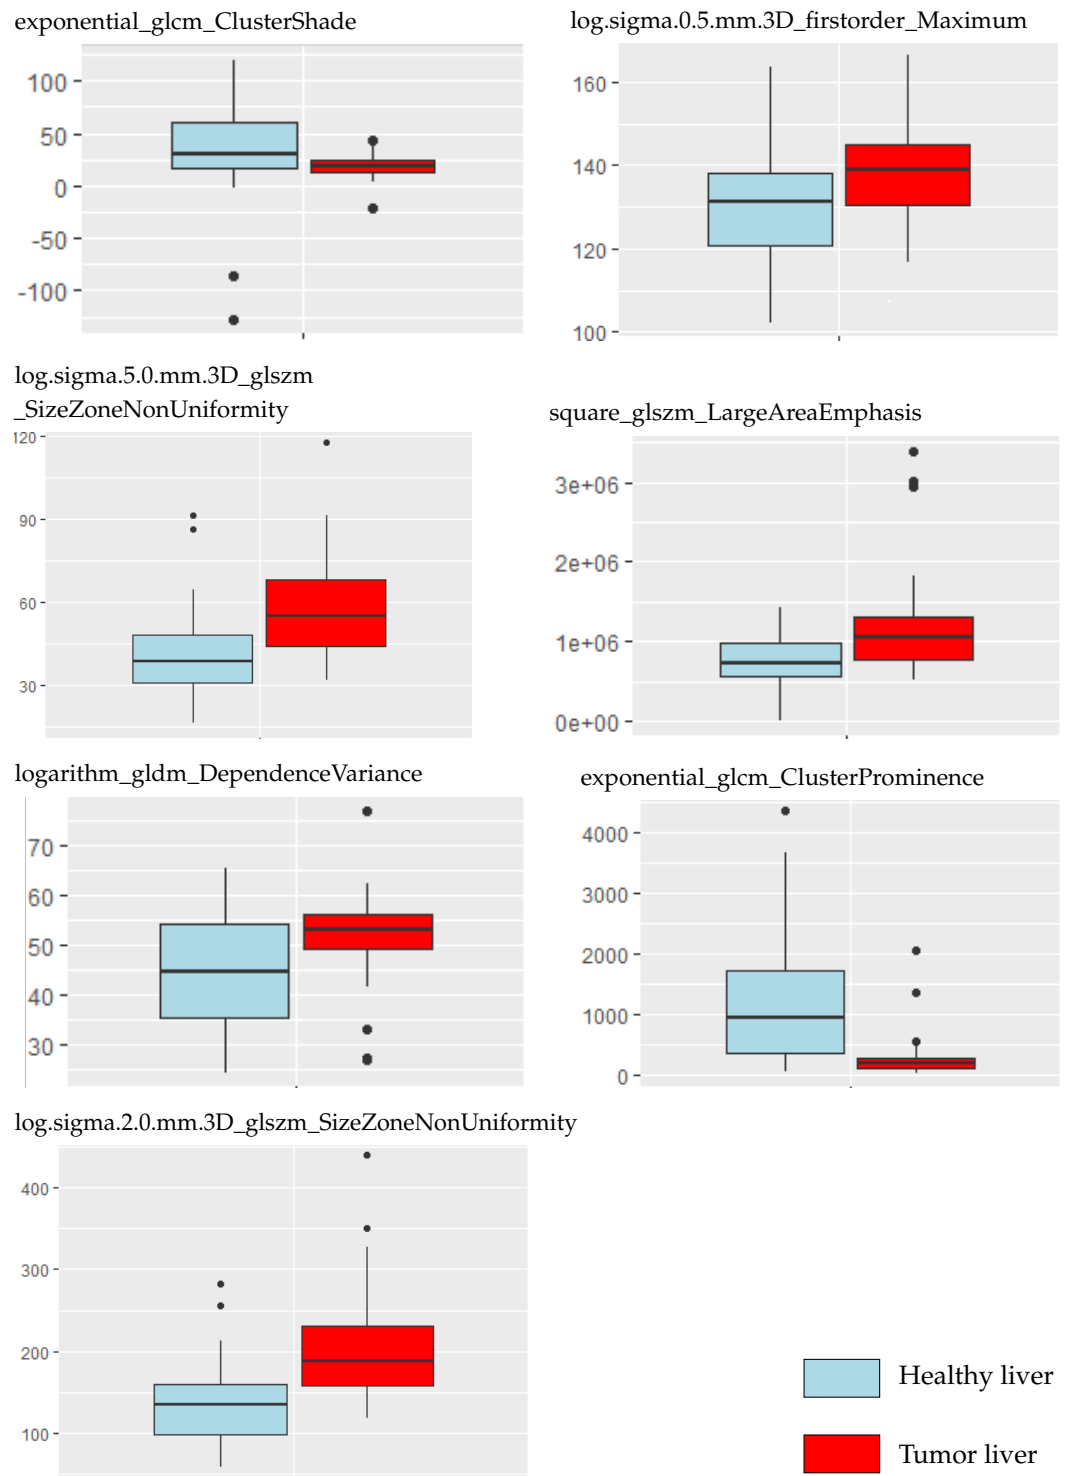 exponential_glcm_ClusterShade
100
50
0
-50
-100
log.sigma.0.5.mm.3D_firstorder_Maximum
160
140
120
100
log.sigma.5.0.mm.3D_glszm
_SizeZoneNonUniformity
120
90
60
30
square_glszm_LargeAreaEmphasis
3e+06
2e+06
1e+06
0e+00
logarithm_gldm_DependenceVariance
70
60
50
40
30
exponential_glcm_ClusterProminence
4000
3000
2000
1000
0
log.sigma.2.0.mm.3D_glszm_SizeZoneNonUniformity
400
300
200
100
Healthy liver
Tumor liver